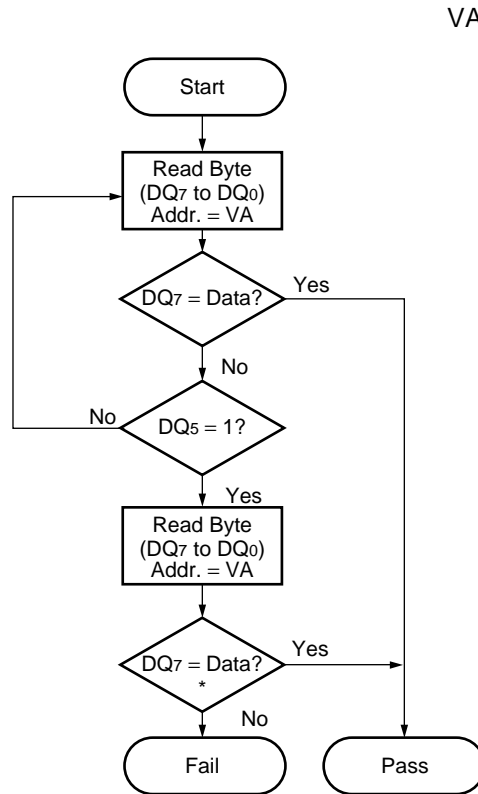 VA
Start
Read Byte
(DQ7 to DQ0)
Addr. = VA
DQ7 = Data?
Yes
No
No
DQ5 = 1?
Yes
Read Byte
(DQ7 to DQ0)
Addr. = VA
DQ7 = Data?
*
Yes
No
Fail
Pass